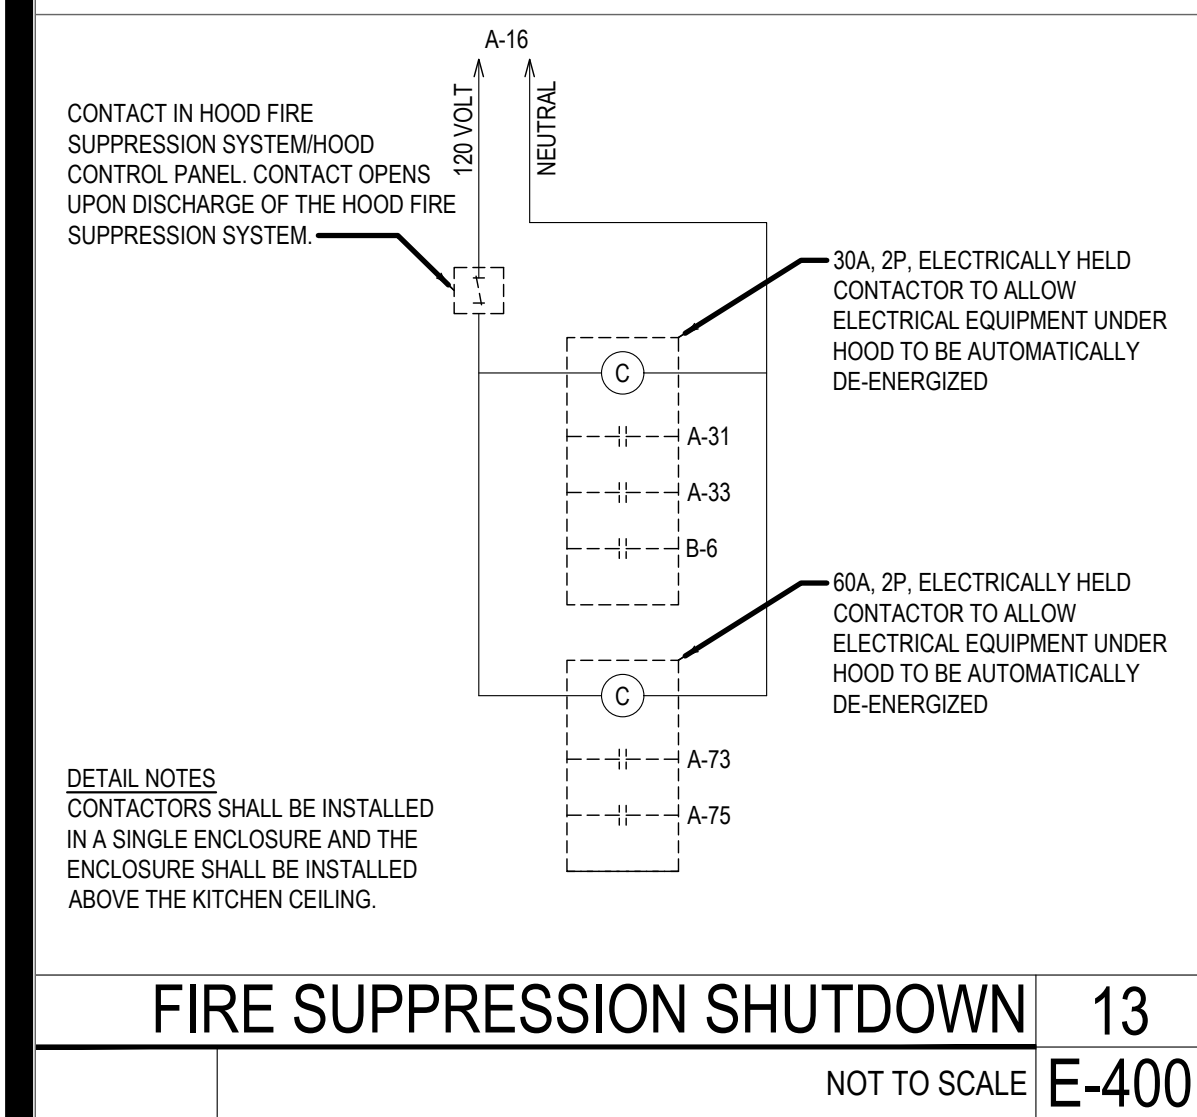 A-16
120 VOLT
NEUTRAL
CONTACT IN HOOD FIRE
SUPPRESSION SYSTEM/HOOD
CONTROL PANEL. CONTACT OPENS
UPON DISCHARGE OF THE HOOD FIRE
SUPPRESSION SYSTEM.
30A, 2P, ELECTRICALLY HELD
CONTACTOR TO ALLOW
ELECTRICAL EQUIPMENT UNDER
HOOD TO BE AUTOMATICALLY
DE-ENERGIZED
C
A-31
A-33
B-6
60A, 2P, ELECTRICALLY HELD
CONTACTOR TO ALLOW
ELECTRICAL EQUIPMENT UNDER
HOOD TO BE AUTOMATICALLY
DE-ENERGIZED
C
A-73
A-75
DETAIL NOTES
CONTACTORS SHALL BE INSTALLED
IN A SINGLE ENCLOSURE AND THE
ENCLOSURE SHALL BE INSTALLED
ABOVE THE KITCHEN CEILING.
FIRE SUPPRESSION SHUTDOWN
13
NOT TO SCALE
E-400